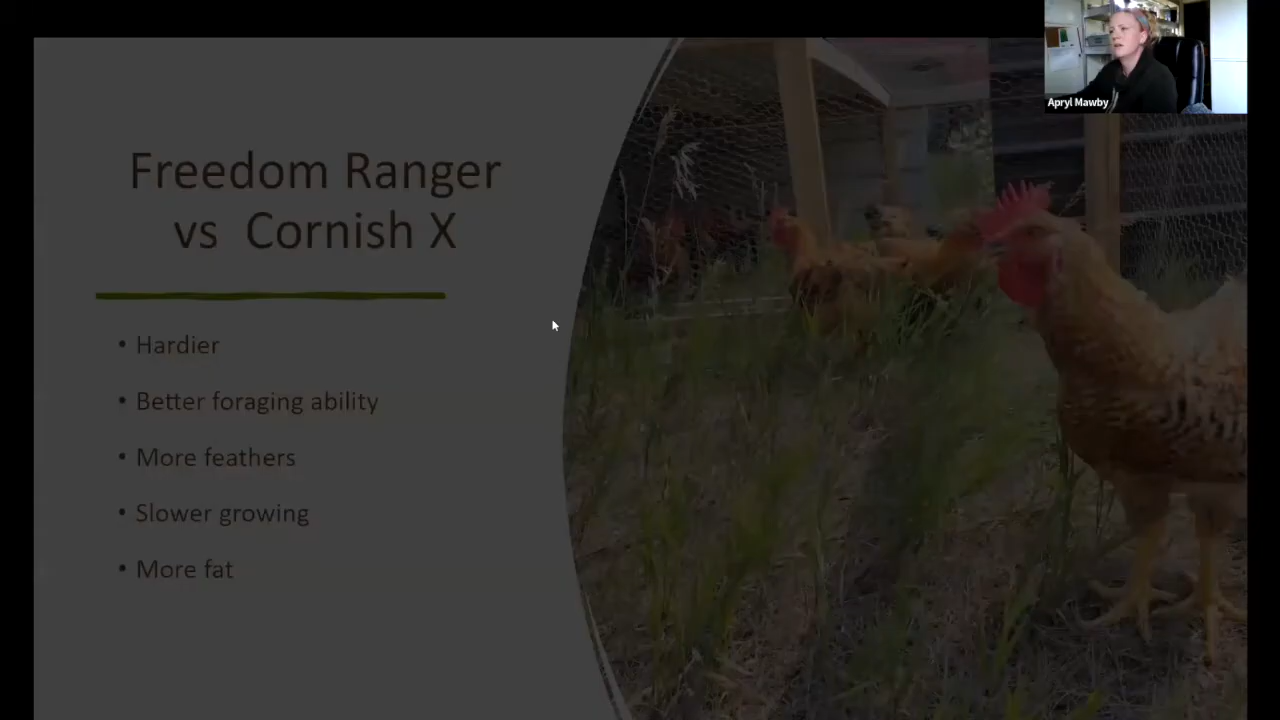 Freedom Ranger
vs Cornish X
• Hardier
• Better foraging ability
• More feathers
• Slower growing
• More fat
Apryl Mawby